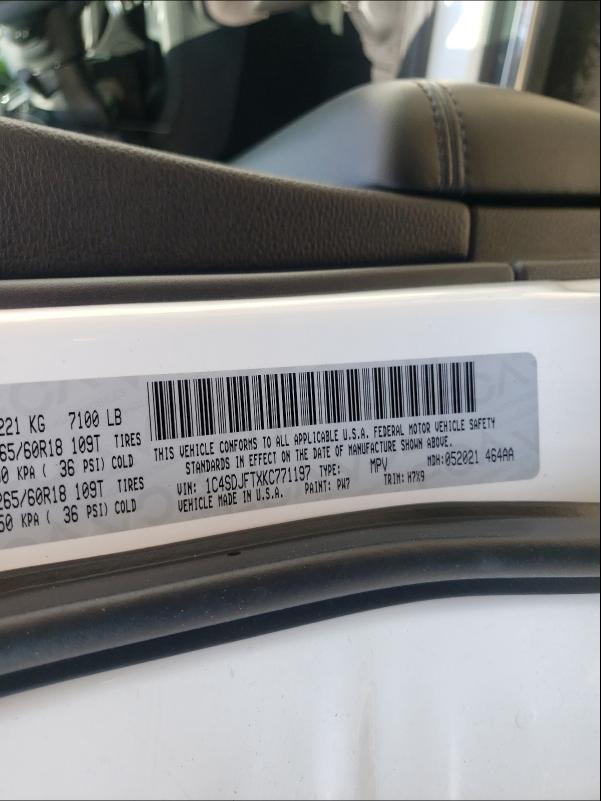 221 KG 7100 LB
65/60R18 109T TIRES
50 KPA ( 36 PSI) COLD
265/60R18 109T TIRES
50 KPA ( 36 PSI) COLD
THIS VEHICLE CONFORMS TO ALL APPLICABLE U.S.A. FEDERAL MOTOR VEHICLE SAFETY
STANDARDS IN EFFECT ON THE DATE OF MANUFACTURE SHOWN ABOVE.
VIN: 1C4SDJFTXKC771197 TYPE: MPV MDH:052021 464AA
VEHICLE MADE IN U.S.A. PAINT: PW7 TRIM: H7X9